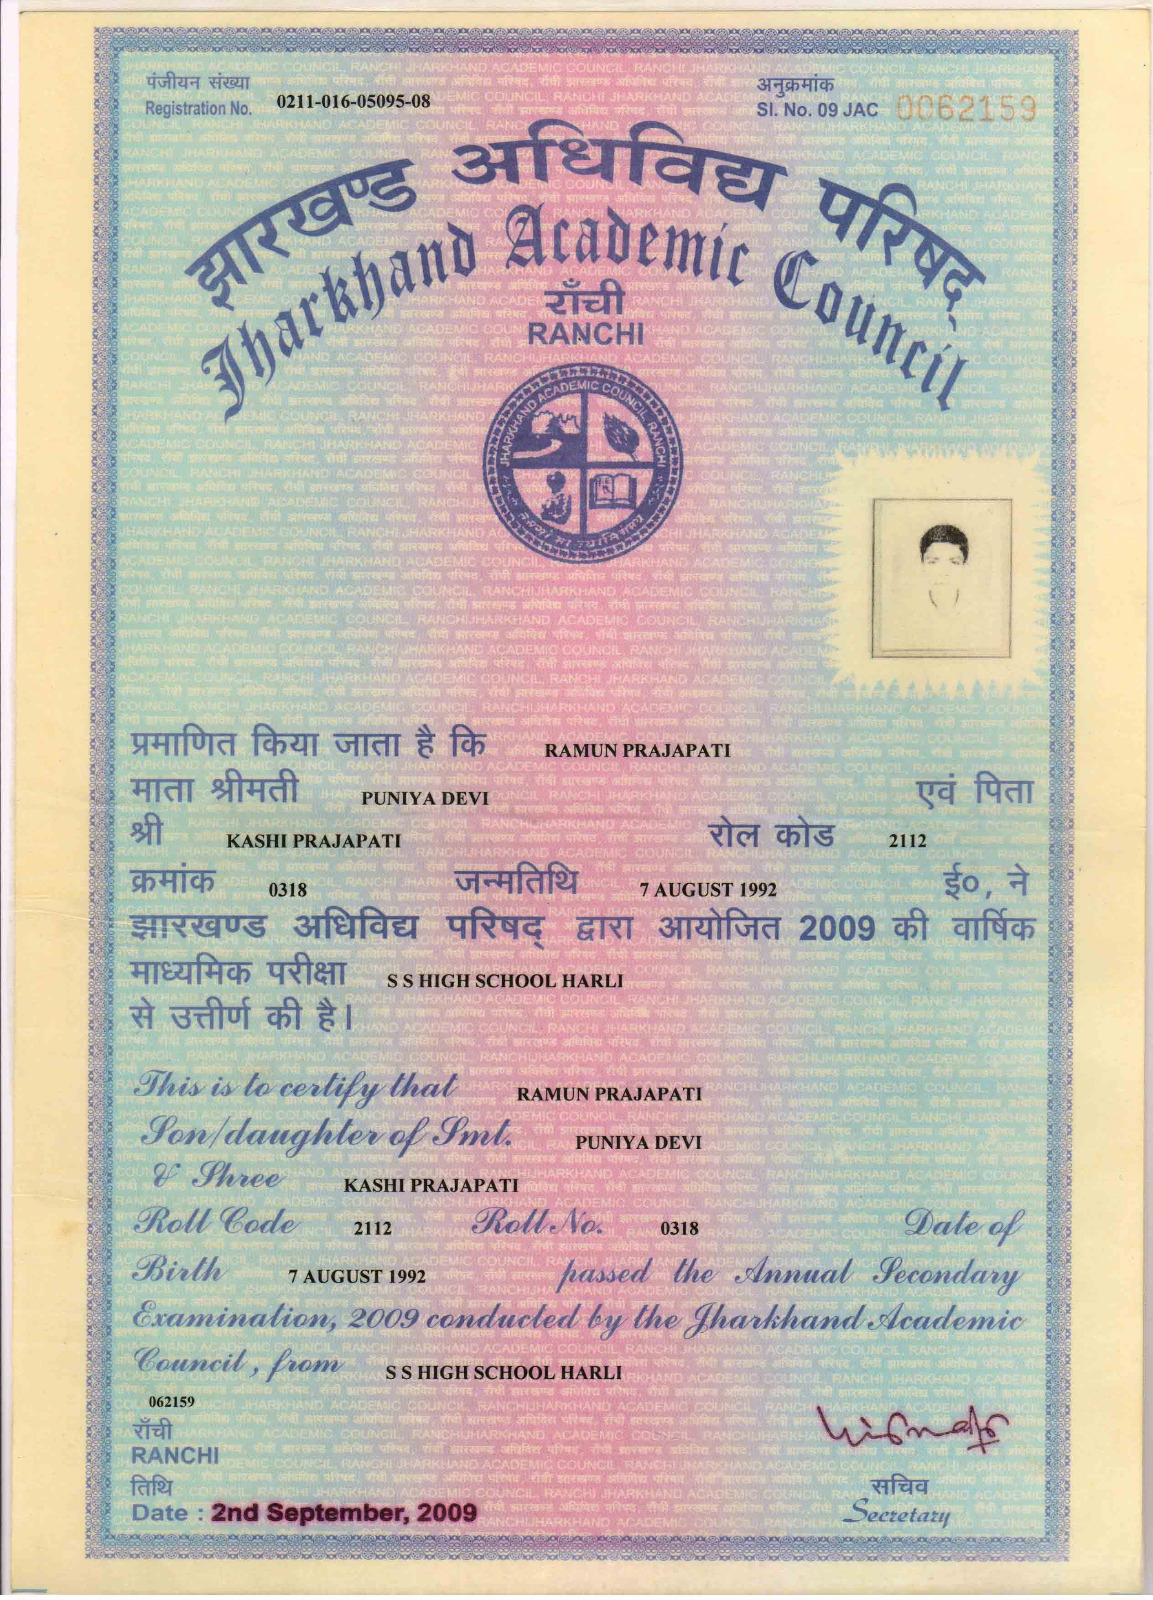 पंजीयन संख्या
Registration No. 0211-016-05095-08
अनुक्रमांक
Sl. No. 09 JAC 0062159
झारखण्ड अधिविद्य परिषद्
Jharkhand Academic Council
राँची
RANCHI
JHARKHAND ACADEMIC COUNCIL, RANCHI
प्रमाणित किया जाता है कि RAMUN PRAJAPATI
माता श्रीमती PUNIYA DEVI एवं पिता
श्री KASHI PRAJAPATI रोल कोड 2112
क्रमांक 0318 जन्मतिथि 7 AUGUST 1992 ई०, ने
झारखण्ड अधिविद्य परिषद् द्वारा आयोजित 2009 की वार्षिक
माध्यमिक परीक्षा S S HIGH SCHOOL HARLI
से उत्तीर्ण की है।
This is to certify that RAMUN PRAJAPATI
Son/daughter of Smt. PUNIYA DEVI
& Shree KASHI PRAJAPATI
Roll Code 2112 Roll No. 0318 Date of
Birth 7 AUGUST 1992 passed the Annual Secondary
Examination, 2009 conducted by the Jharkhand Academic
Council, from S S HIGH SCHOOL HARLI
062159
राँची
RANCHI
तिथि
Date : 2nd September, 2009
सचिव
Secretary